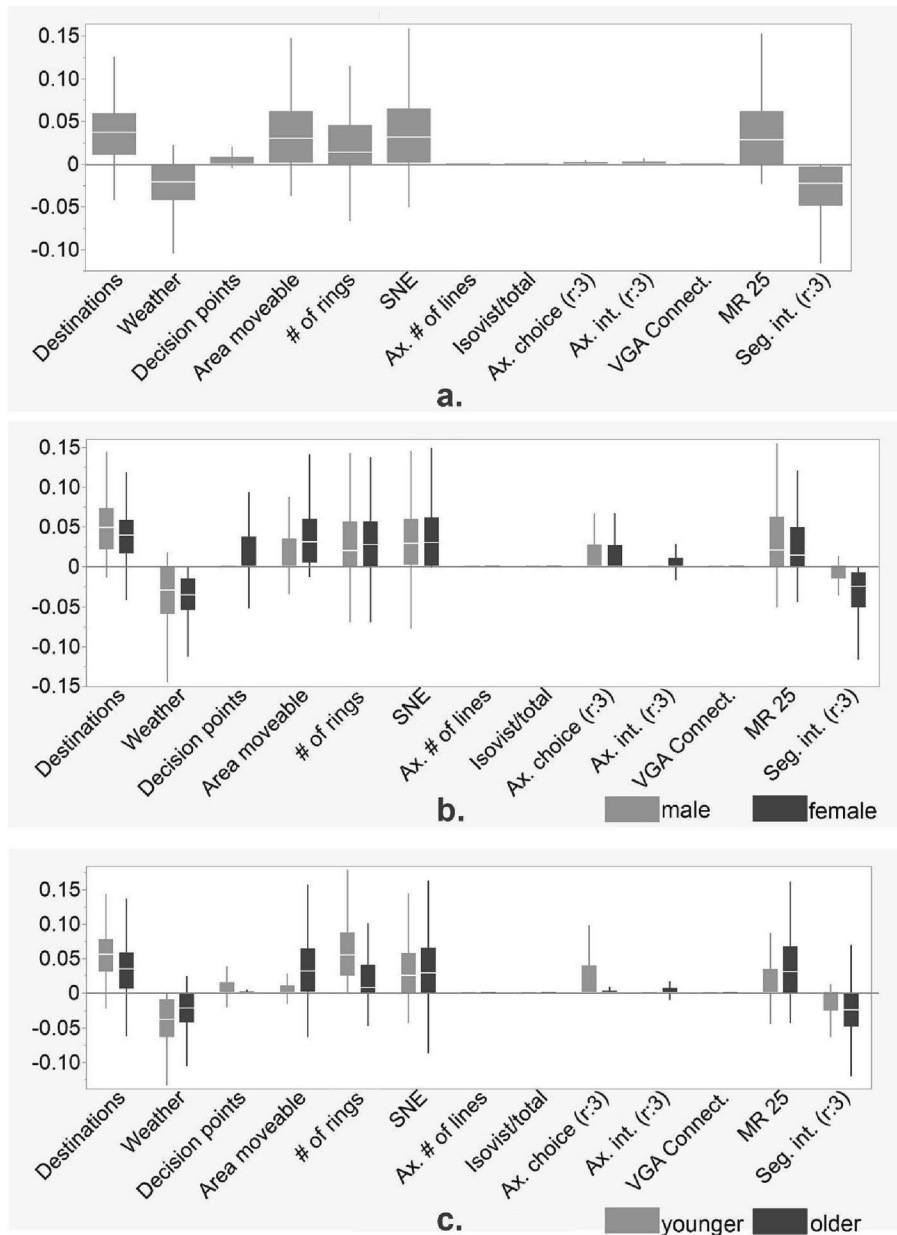 0.15
0.10
0.05
0
-0.05
-0.10
Destinations
Weather
Decision points
Area moveable
# of rings
SNE
Ax. # of lines
Isovist/total
Ax. choice (r:3)
Ax. int. (r:3)
VGA Connect.
MR 25
Seg. int. (r:3)
a.
0.15
0.10
0.05
0
-0.05
-0.10
-0.15
Destinations
Weather
Decision points
Area moveable
# of rings
SNE
Ax. # of lines
Isovist/total
Ax. choice (r:3)
Ax. int. (r:3)
VGA Connect.
MR 25
Seg. int. (r:3)
b.
male
female
0.15
0.10
0.05
0
-0.05
-0.10
Destinations
Weather
Decision points
Area moveable
# of rings
SNE
Ax. # of lines
Isovist/total
Ax. choice (r:3)
Ax. int. (r:3)
VGA Connect.
MR 25
Seg. int. (r:3)
c.
younger
older